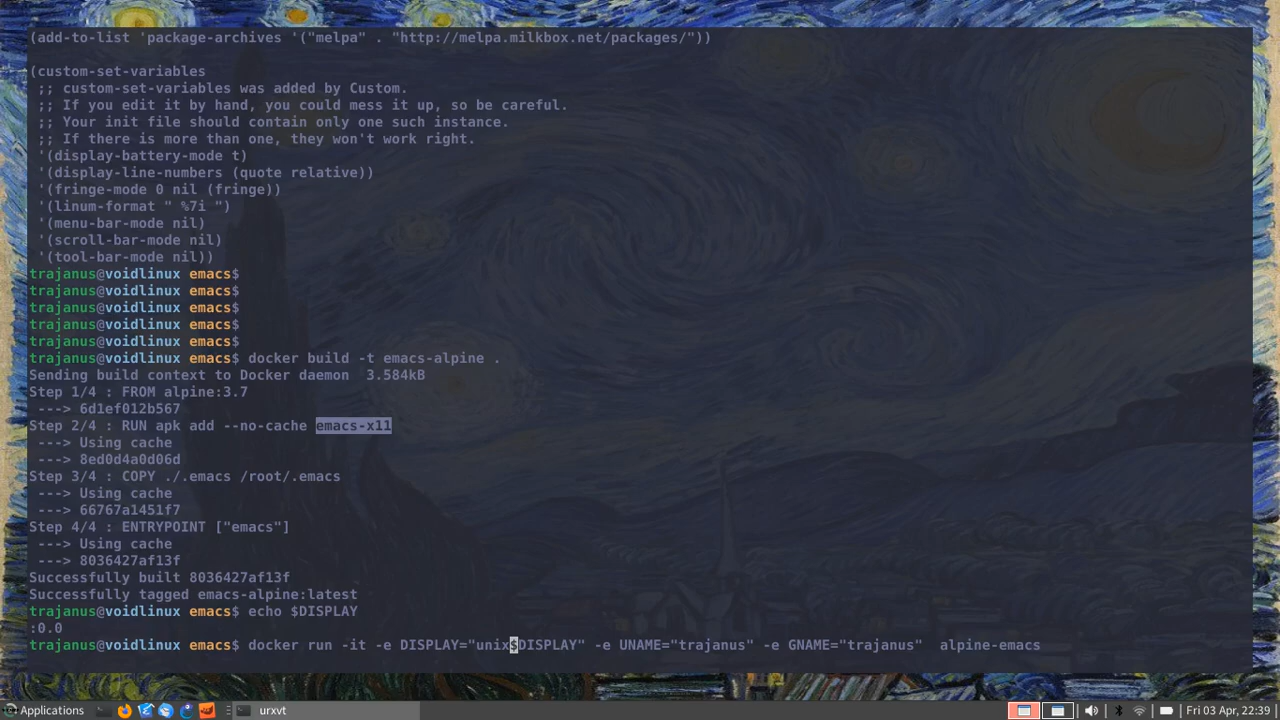 (add-to-list 'package-archives '("melpa" . "http://melpa.milkbox.net/packages/"))
(custom-set-variables
;; custom-set-variables was added by Custom.
;; If you edit it by hand, you could mess it up, so be careful.
;; Your init file should contain only one such instance.
;; If there is more than one, they won't work right.
'(display-battery-mode t)
'(display-line-numbers (quote relative))
'(fringe-mode 0 nil (fringe))
'(linum-format " %7i ")
'(menu-bar-mode nil)
'(scroll-bar-mode nil)
'(tool-bar-mode nil))
trajanus@voidlinux emacs$
trajanus@voidlinux emacs$
trajanus@voidlinux emacs$
trajanus@voidlinux emacs$
trajanus@voidlinux emacs$
trajanus@voidlinux emacs$ docker build -t emacs-alpine .
Sending build context to Docker daemon  3.584kB
Step 1/4 : FROM alpine:3.7
---> 6d1ef012b567
Step 2/4 : RUN apk add --no-cache emacs-x11
---> Using cache
---> 8ed0d4a0d06d
Step 3/4 : COPY ./.emacs /root/.emacs
---> Using cache
---> 66767a1451f7
Step 4/4 : ENTRYPOINT ["emacs"]
---> Using cache
---> 8036427af13f
Successfully built 8036427af13f
Successfully tagged emacs-alpine:latest
trajanus@voidlinux emacs$ echo $DISPLAY
:0.0
trajanus@voidlinux emacs$ docker run -it -e DISPLAY="unix$DISPLAY" -e UNAME="trajanus" -e GNAME="trajanus"  alpine-emacs
Applications urxvt Fri 03 Apr, 22:39